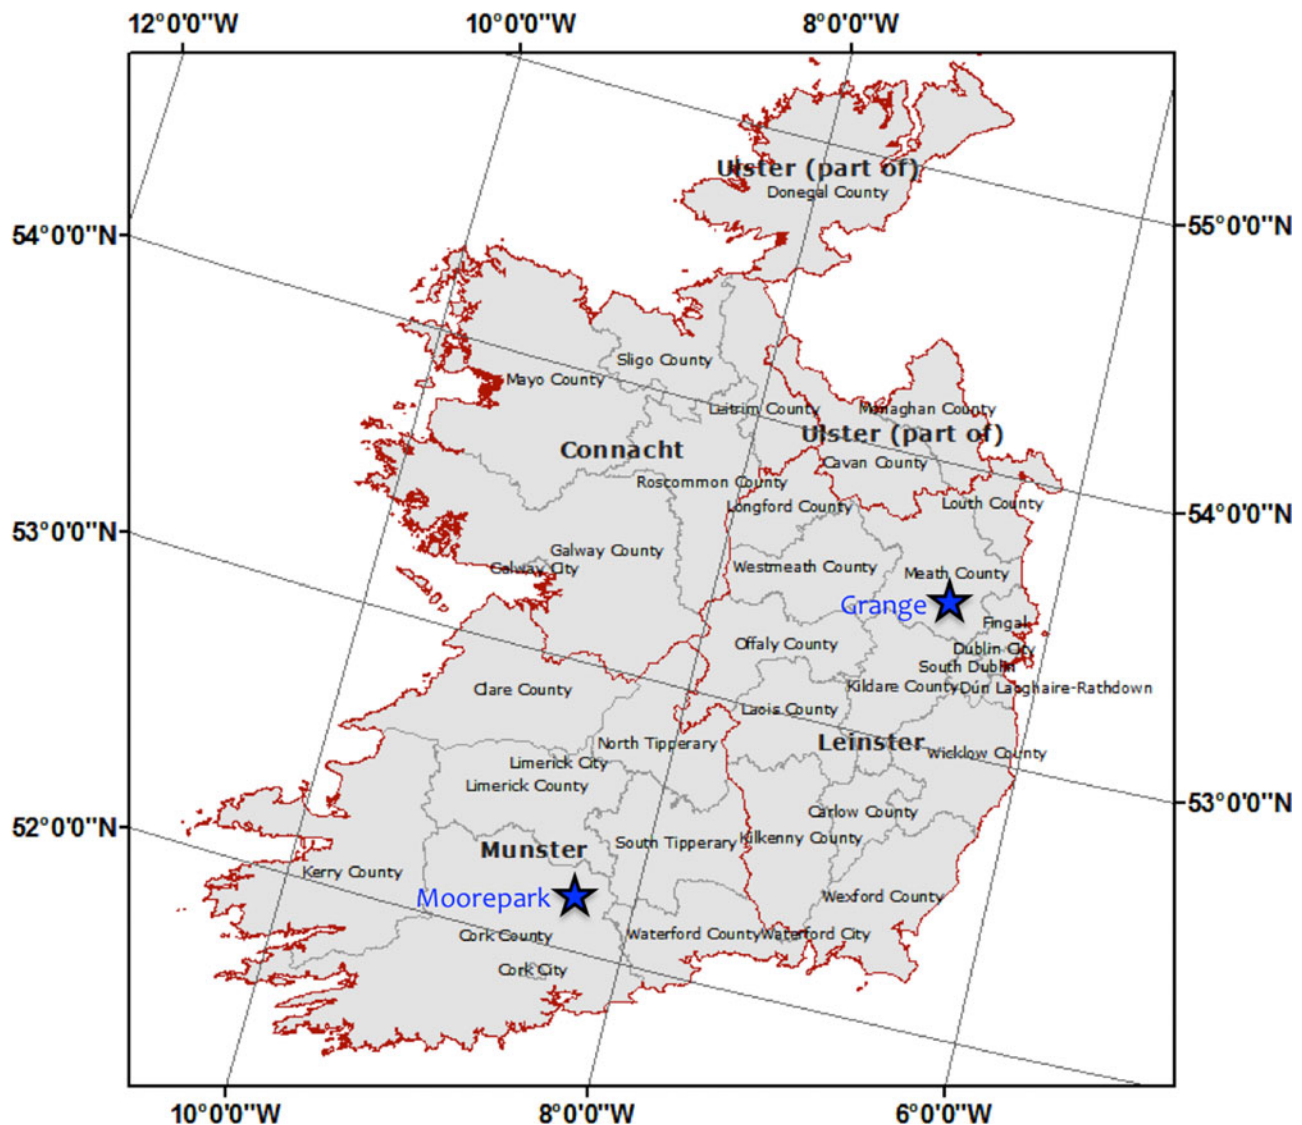 12°0'0"W
10°0'0"W
8°0'0"W
Ulster (part of)
Donegal County
55°0'0"N
54°0'0"N
Sligo County
Mayo County
Leitrim County
Monaghan County
Ulster (part of)
Connacht
Cavan County
Roscommon County
Longford County
Louth County
54°0'0"N
53°0'0"N
Galway County
Galway City
Westmeath County
Meath County
Grange
Fingal
Offaly County
Dublin City
South Dublin
Clare County
Kildare County
Dún Laoghaire-Rathdown
Laois County
North Tipperary
Leinster
Wicklow County
Limerick City
Limerick County
53°0'0"N
Carlow County
52°0'0"N
South Tipperary
Kilkenny County
Munster
Kerry County
Moorepark
Wexford County
Cork County
Waterford County
Waterford City
Cork City
10°0'0"W
8°0'0"W
6°0'0"W